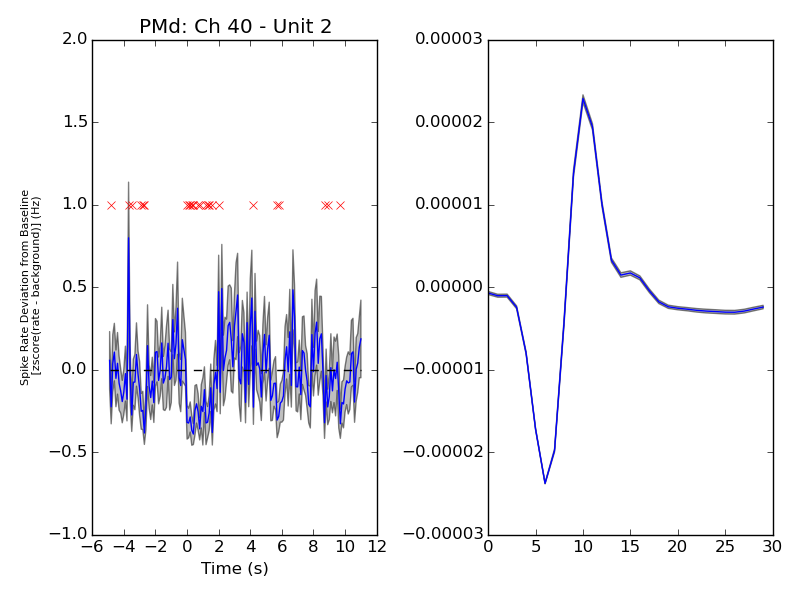 PMd: Ch 40 - Unit 2
2.0
1.5
1.0
0.5
0.0
−0.5
−1.0
Spike Rate Deviation from Baseline
[zscore(rate - background)] (Hz)
−6 −4 −2 0 2 4 6 8 10 12
Time (s)
0.00003
0.00002
0.00001
0.00000
−0.00001
−0.00002
−0.00003
0 5 10 15 20 25 30